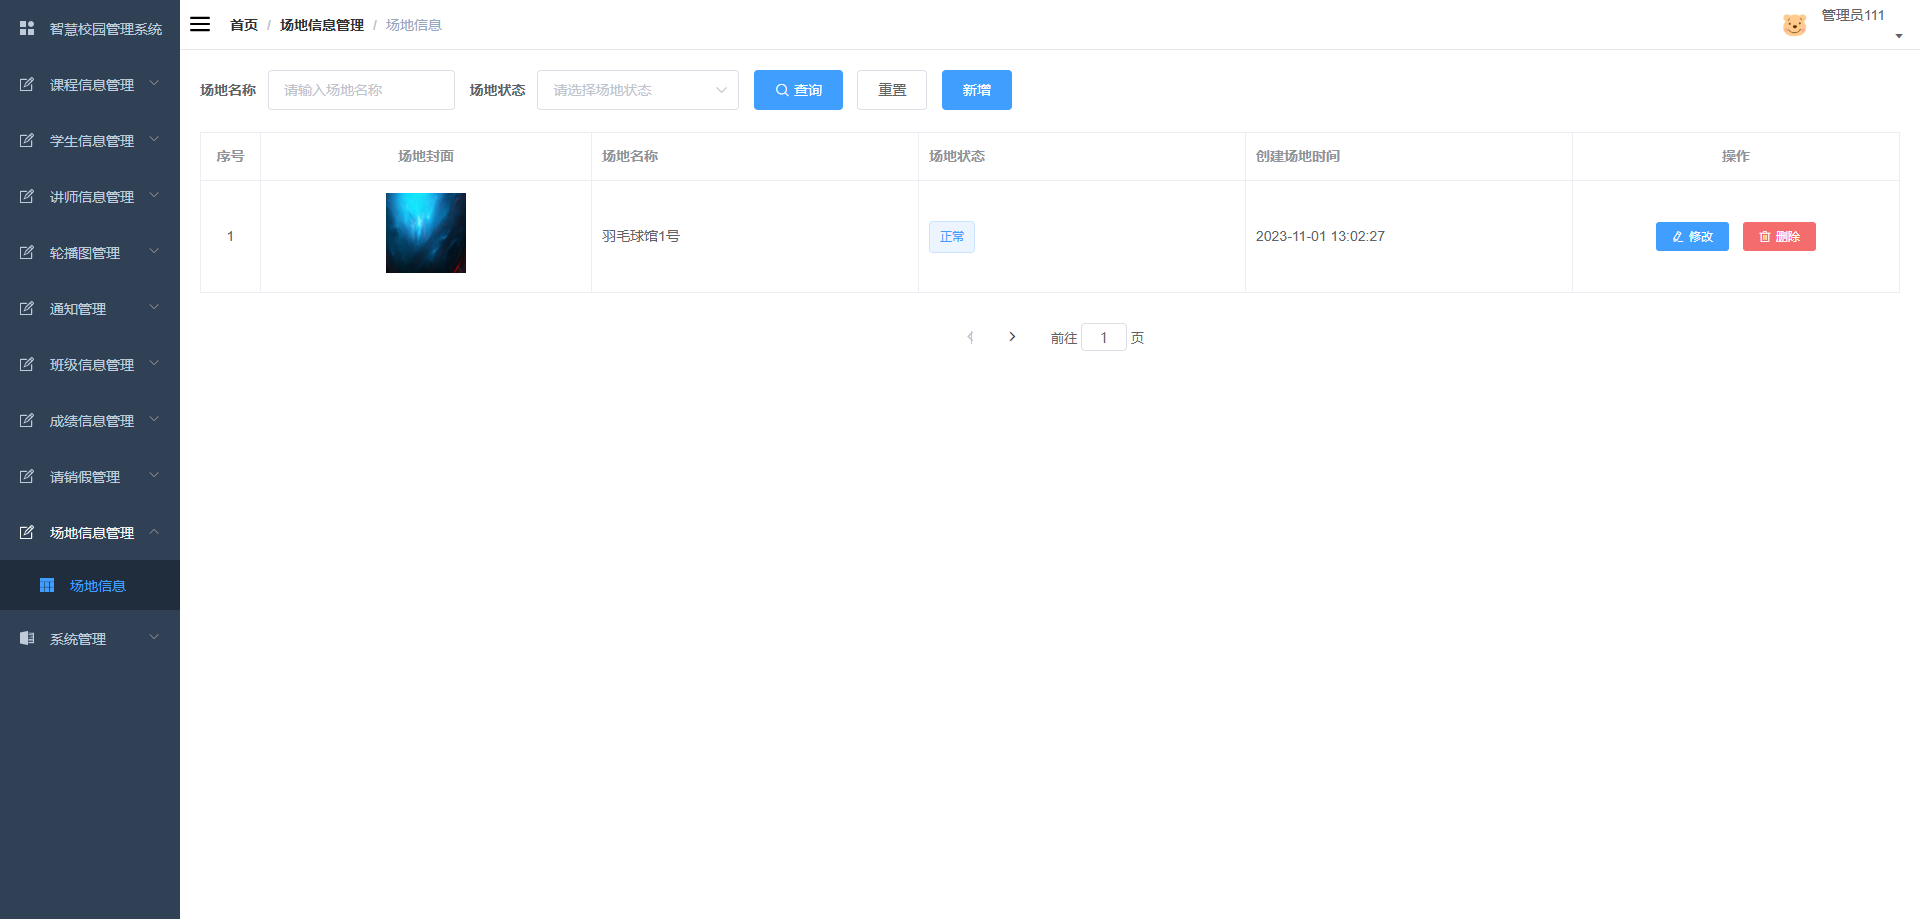 智慧校园管理系统
课程信息管理
学生信息管理
讲师信息管理
轮播图管理
通知管理
班级信息管理
成绩信息管理
请销假管理
场地信息管理
场地信息
系统管理
首页 / 场地信息管理 / 场地信息
管理员111
场地名称 请输入场地名称 场地状态 请选择场地状态 查询 重置 新增
序号 场地封面 场地名称 场地状态 创建场地时间 操作
1 羽毛球馆1号 正常 2023-11-01 13:02:27 修改 删除
前往 1 页